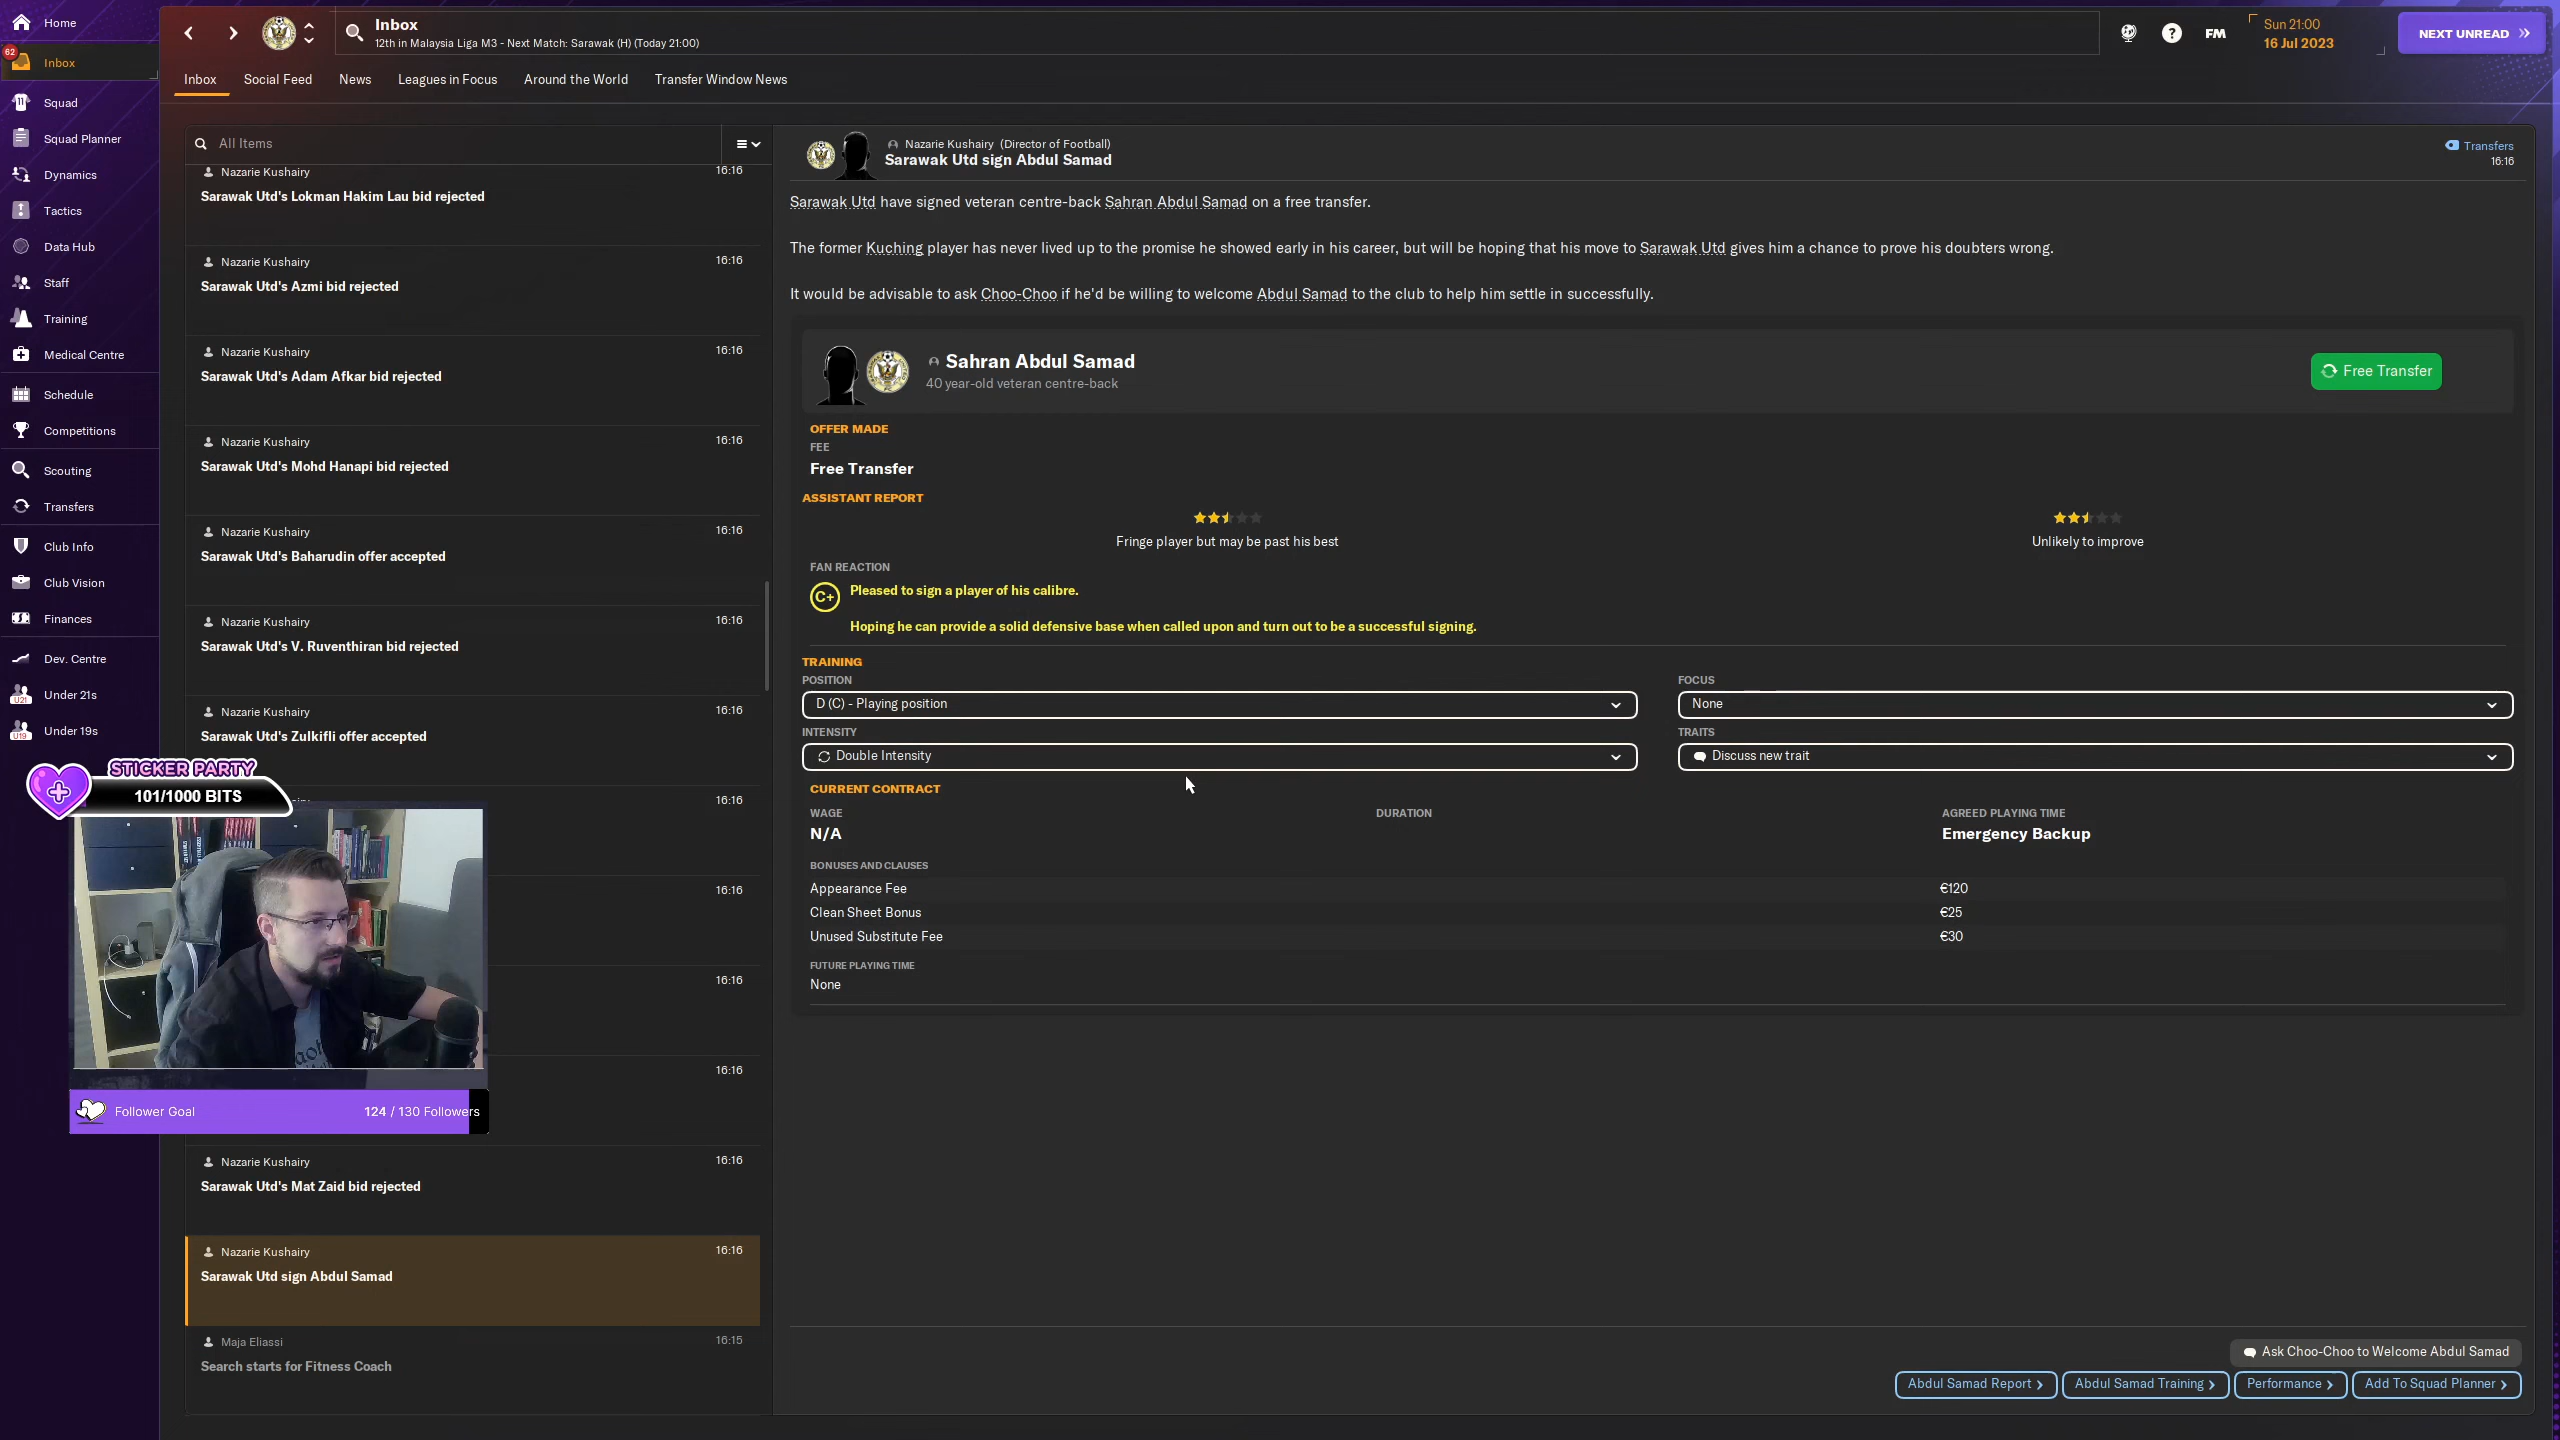 Home
62
Inbox
Squad
Squad Planner
Dynamics
Tactics
Data Hub
Staff
Training
Medical Centre
Schedule
Competitions
Scouting
Transfers
Club Info
Club Vision
Finances
Dev. Centre
Under 21s
Under 19s
Inbox
12th in Malaysia Liga M3 - Next Match: Sarawak (H) (Today 21:00)
FM
Sun 21:00
16 Jul 2023
NEXT UNREAD
Inbox
Social Feed
News
Leagues in Focus
Around the World
Transfer Window News
All Items
Nazarie Kushairy 16:16
Sarawak Utd's Lokman Hakim Lau bid rejected
Nazarie Kushairy 16:16
Sarawak Utd's Azmi bid rejected
Nazarie Kushairy 16:16
Sarawak Utd's Adam Afkar bid rejected
Nazarie Kushairy 16:16
Sarawak Utd's Mohd Hanapi bid rejected
Nazarie Kushairy 16:16
Sarawak Utd's Baharudin offer accepted
Nazarie Kushairy 16:16
Sarawak Utd's V. Ruventhiran bid rejected
Nazarie Kushairy 16:16
Sarawak Utd's Zulkifli offer accepted
16:16
16:16
16:16
16:16
Nazarie Kushairy 16:16
Sarawak Utd's Mat Zaid bid rejected
Nazarie Kushairy 16:16
Sarawak Utd sign Abdul Samad
Maja Eliassi 16:15
Search starts for Fitness Coach
STICKER PARTY
101/1000 BITS
Follower Goal 124 / 130 Followers
Nazarie Kushairy (Director of Football)
Sarawak Utd sign Abdul Samad
Transfers
16:16
Sarawak Utd have signed veteran centre-back Sahran Abdul Samad on a free transfer.
The former Kuching player has never lived up to the promise he showed early in his career, but will be hoping that his move to Sarawak Utd gives him a chance to prove his doubters wrong.
It would be advisable to ask Choo-Choo if he'd be willing to welcome Abdul Samad to the club to help him settle in successfully.
Sahran Abdul Samad
40 year-old veteran centre-back
Free Transfer
OFFER MADE
FEE
Free Transfer
ASSISTANT REPORT
Fringe player but may be past his best
Unlikely to improve
FAN REACTION
C+
Pleased to sign a player of his calibre.
Hoping he can provide a solid defensive base when called upon and turn out to be a successful signing.
TRAINING
POSITION FOCUS
D (C) - Playing position None
INTENSITY TRAITS
Double Intensity Discuss new trait
CURRENT CONTRACT
WAGE DURATION AGREED PLAYING TIME
N/A Emergency Backup
BONUSES AND CLAUSES
Appearance Fee €120
Clean Sheet Bonus €25
Unused Substitute Fee €30
FUTURE PLAYING TIME
None
Ask Choo-Choo to Welcome Abdul Samad
Abdul Samad Report
Abdul Samad Training
Performance
Add To Squad Planner